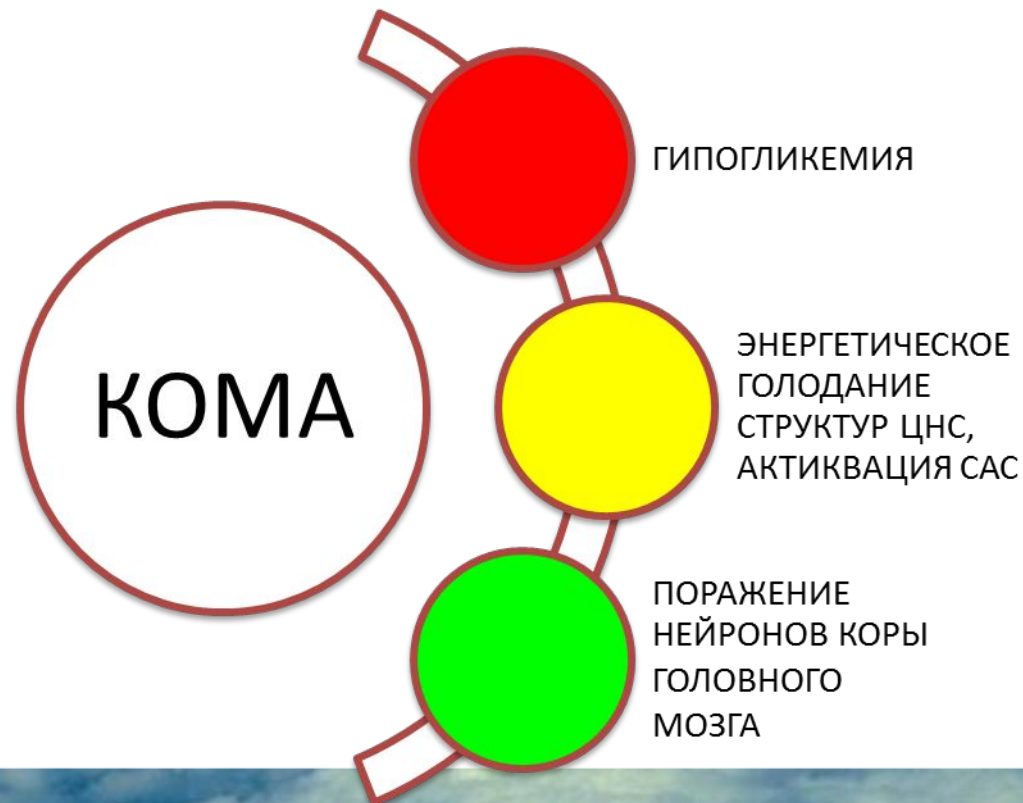 КОМА
ГИПОГЛИКЕМИЯ
ЭНЕРГЕТИЧЕСКОЕ
ГОЛОДАНИЕ
СТРУКТУР ЦНС,
АКТИКВАЦИЯ САС
ПОРАЖЕНИЕ
НЕЙРОНОВ КОРЫ
ГОЛОВНОГО
МОЗГА